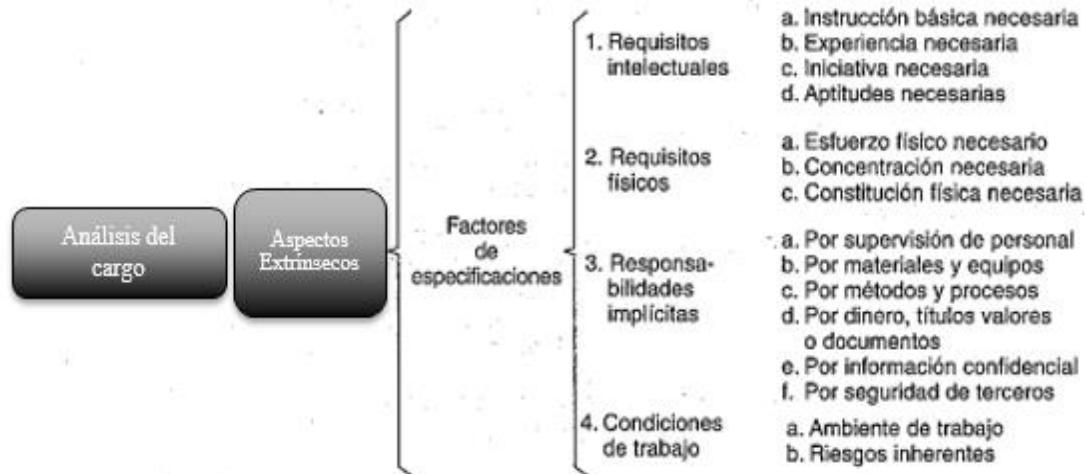 Análisis del
cargo
Aspectos
Extrínsecos
Factores
de
especificaciones
1. Requisitos
intelectuales
a. Instrucción básica necesaria
b. Experiencia necesaria
c. Iniciativa necesaria
d. Aptitudes necesarias
2. Requisitos
físicos
a. Esfuerzo físico necesario
b. Concentración necesaria
c. Constitución física necesaria
3. Responsa-
bilidades
implícitas
a. Por supervisión de personal
b. Por materiales y equipos
c. Por métodos y procesos
d. Por dinero, títulos valores
o documentos
e. Por información confidencial
f. Por seguridad de terceros
4. Condiciones
de trabajo
a. Ambiente de trabajo
b. Riesgos inherentes